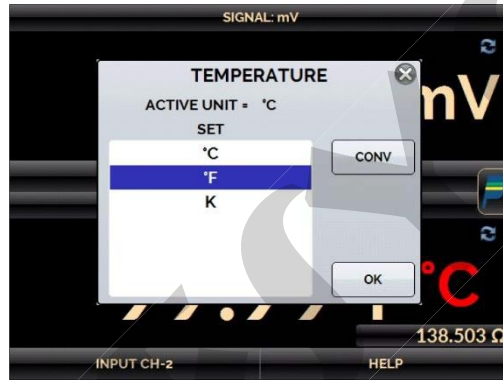 SIGNAL: mV
mV
TEMPERATURE
ACTIVE UNIT = °C
SET
°C
CONV
°F
K
OK
°C
138.503 Ω
INPUT CH-2
HELP